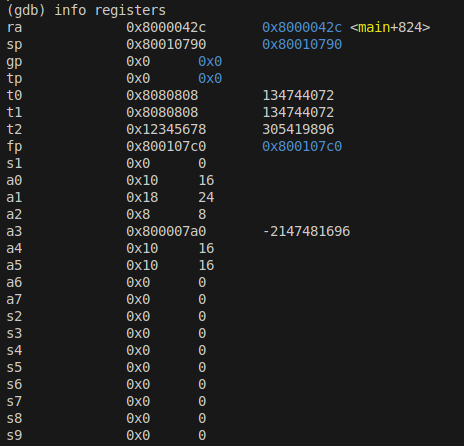 (gdb) info registers
ra 0x8000042c 0x8000042c <main+824>
sp 0x80010790 0x80010790
gp 0x0 0x0
tp 0x0 0x0
t0 0x8080808 134744072
t1 0x8080808 134744072
t2 0x12345678 305419896
fp 0x800107c0 0x800107c0
s1 0x0 0
a0 0x10 16
a1 0x18 24
a2 0x8 8
a3 0x800007a0 -2147481696
a4 0x10 16
a5 0x10 16
a6 0x0 0
a7 0x0 0
s2 0x0 0
s3 0x0 0
s4 0x0 0
s5 0x0 0
s6 0x0 0
s7 0x0 0
s8 0x0 0
s9 0x0 0